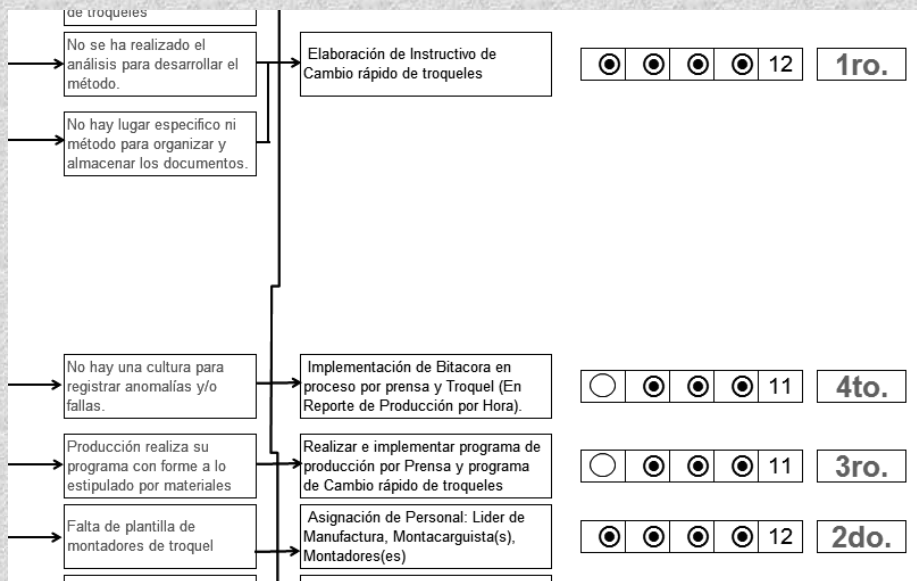 de troqueles
No se ha realizado el
análisis para desarrollar el
método.
Elaboración de Instructivo de
Cambio rápido de troqueles
12
1ro.
No hay lugar especifico ni
método para organizar y
almacenar los documentos.
No hay una cultura para
registrar anomalías y/o
fallas.
Implementación de Bitacora en
proceso por prensa y Troquel (En
Reporte de Producción por Hora).
11
4to.
Producción realiza su
programa con forme a lo
estipulado por materiales
Realizar e implementar programa de
producción por Prensa y programa
de Cambio rápido de troqueles
11
3ro.
Falta de plantilla de
montadores de troquel
Asignación de Personal: Lider de
Manufactura, Montacarguista(s),
Montadores(es)
12
2do.